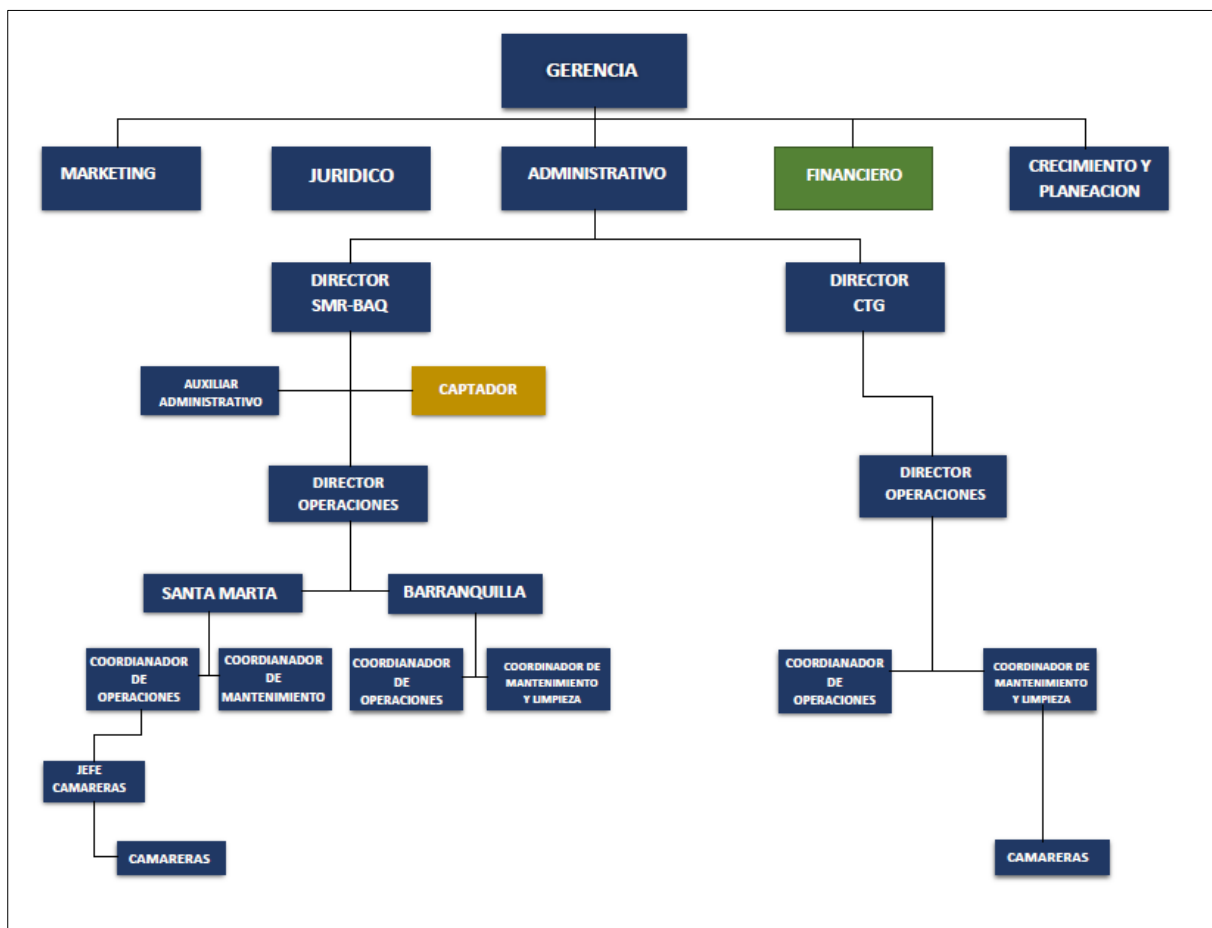 GERENCIA
MARKETING
JURIDICO
ADMINISTRATIVO
FINANCIERO
CRECIMIENTO Y
PLANEACION
DIRECTOR
SMR-BAQ
DIRECTOR
CTG
AUXILIAR
ADMINISTRATIVO
CAPTADOR
DIRECTOR
OPERACIONES
DIRECTOR
OPERACIONES
SANTA MARTA
BARRANQUILLA
COORDIANADOR
DE
OPERACIONES
COORDIANADOR
DE
MANTENIMIENTO
COORDIANADOR
DE
OPERACIONES
COORDINADOR DE
MANTENIMIENTO
Y LIMPIEZA
COORDIANADOR
DE
OPERACIONES
COORDINADOR DE
MANTENIMIENTO
Y LIMPIEZA
JEFE
CAMARERAS
CAMARERAS
CAMARERAS